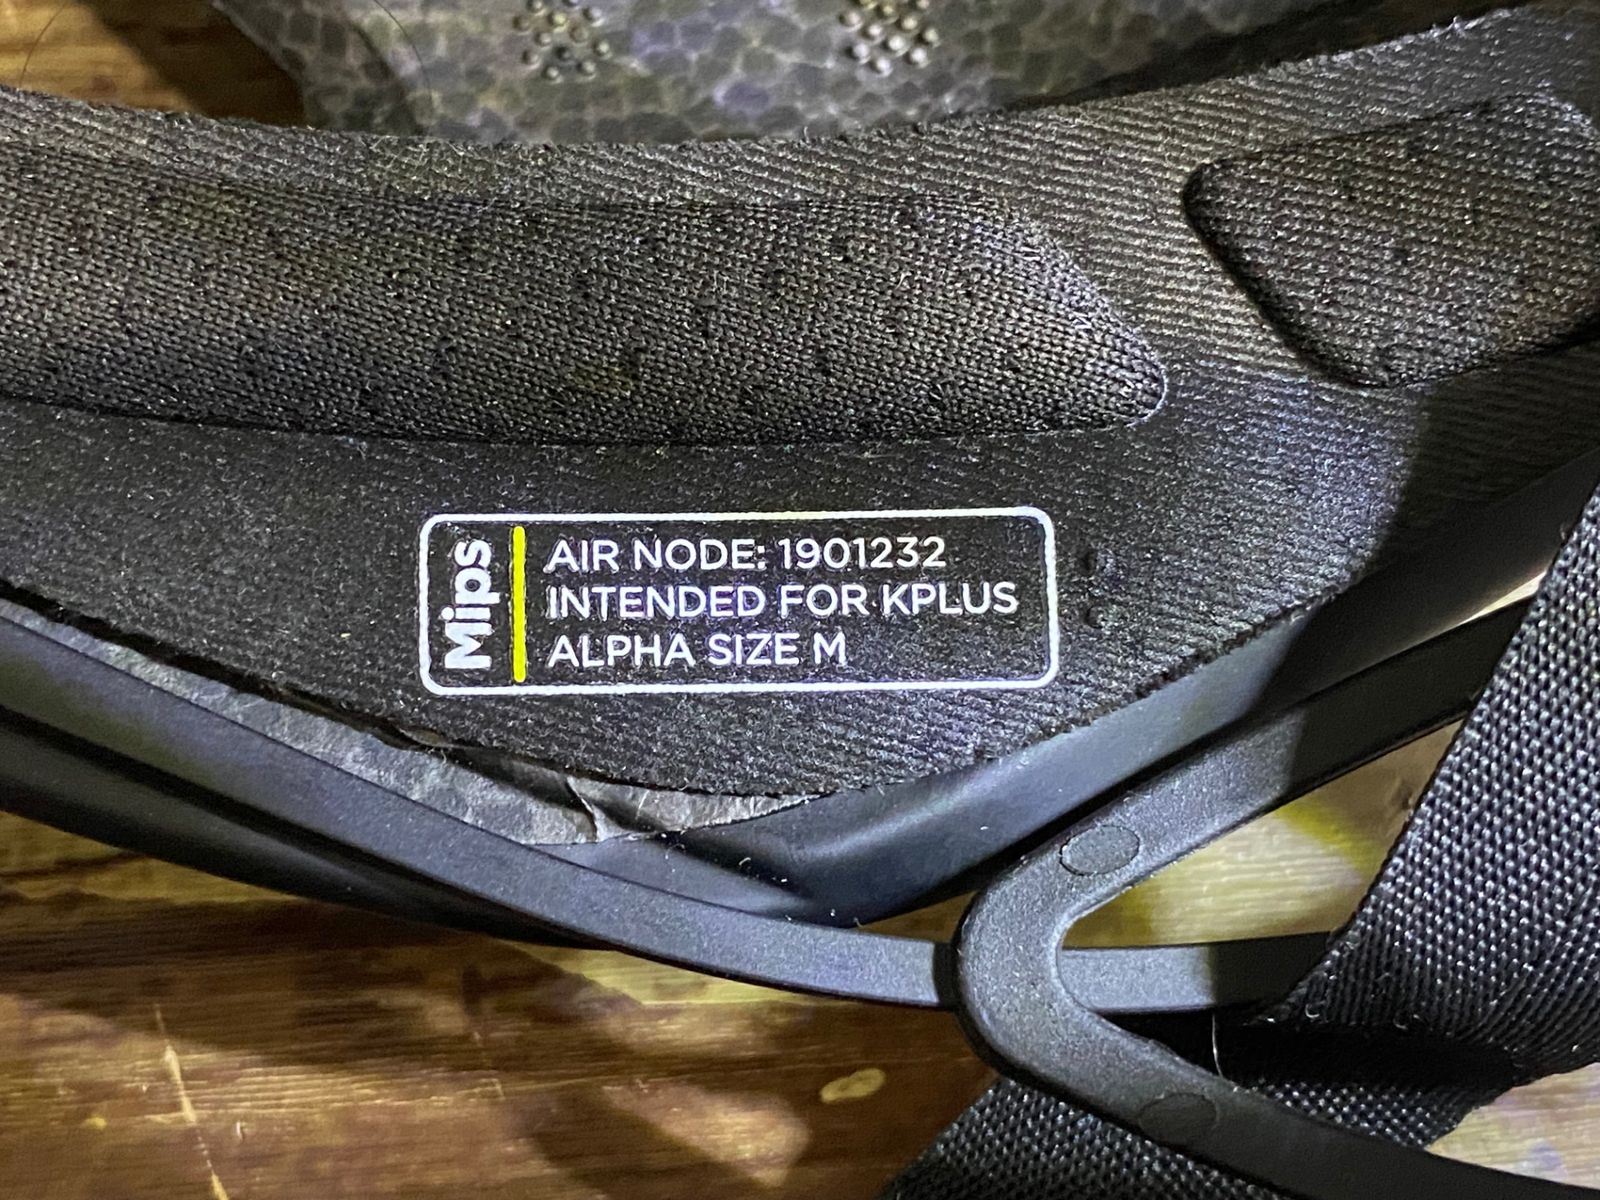 Mips
AIR NODE: 1901232
INTENDED FOR KPLUS
ALPHA SIZE M